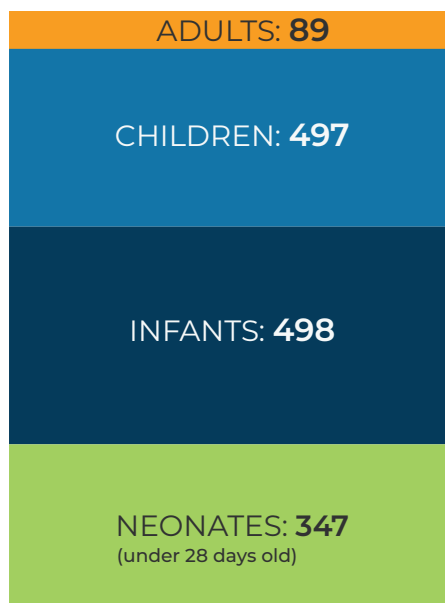 ADULTS: 89
CHILDREN: 497
INFANTS: 498
NEONATES: 347
(under 28 days old)